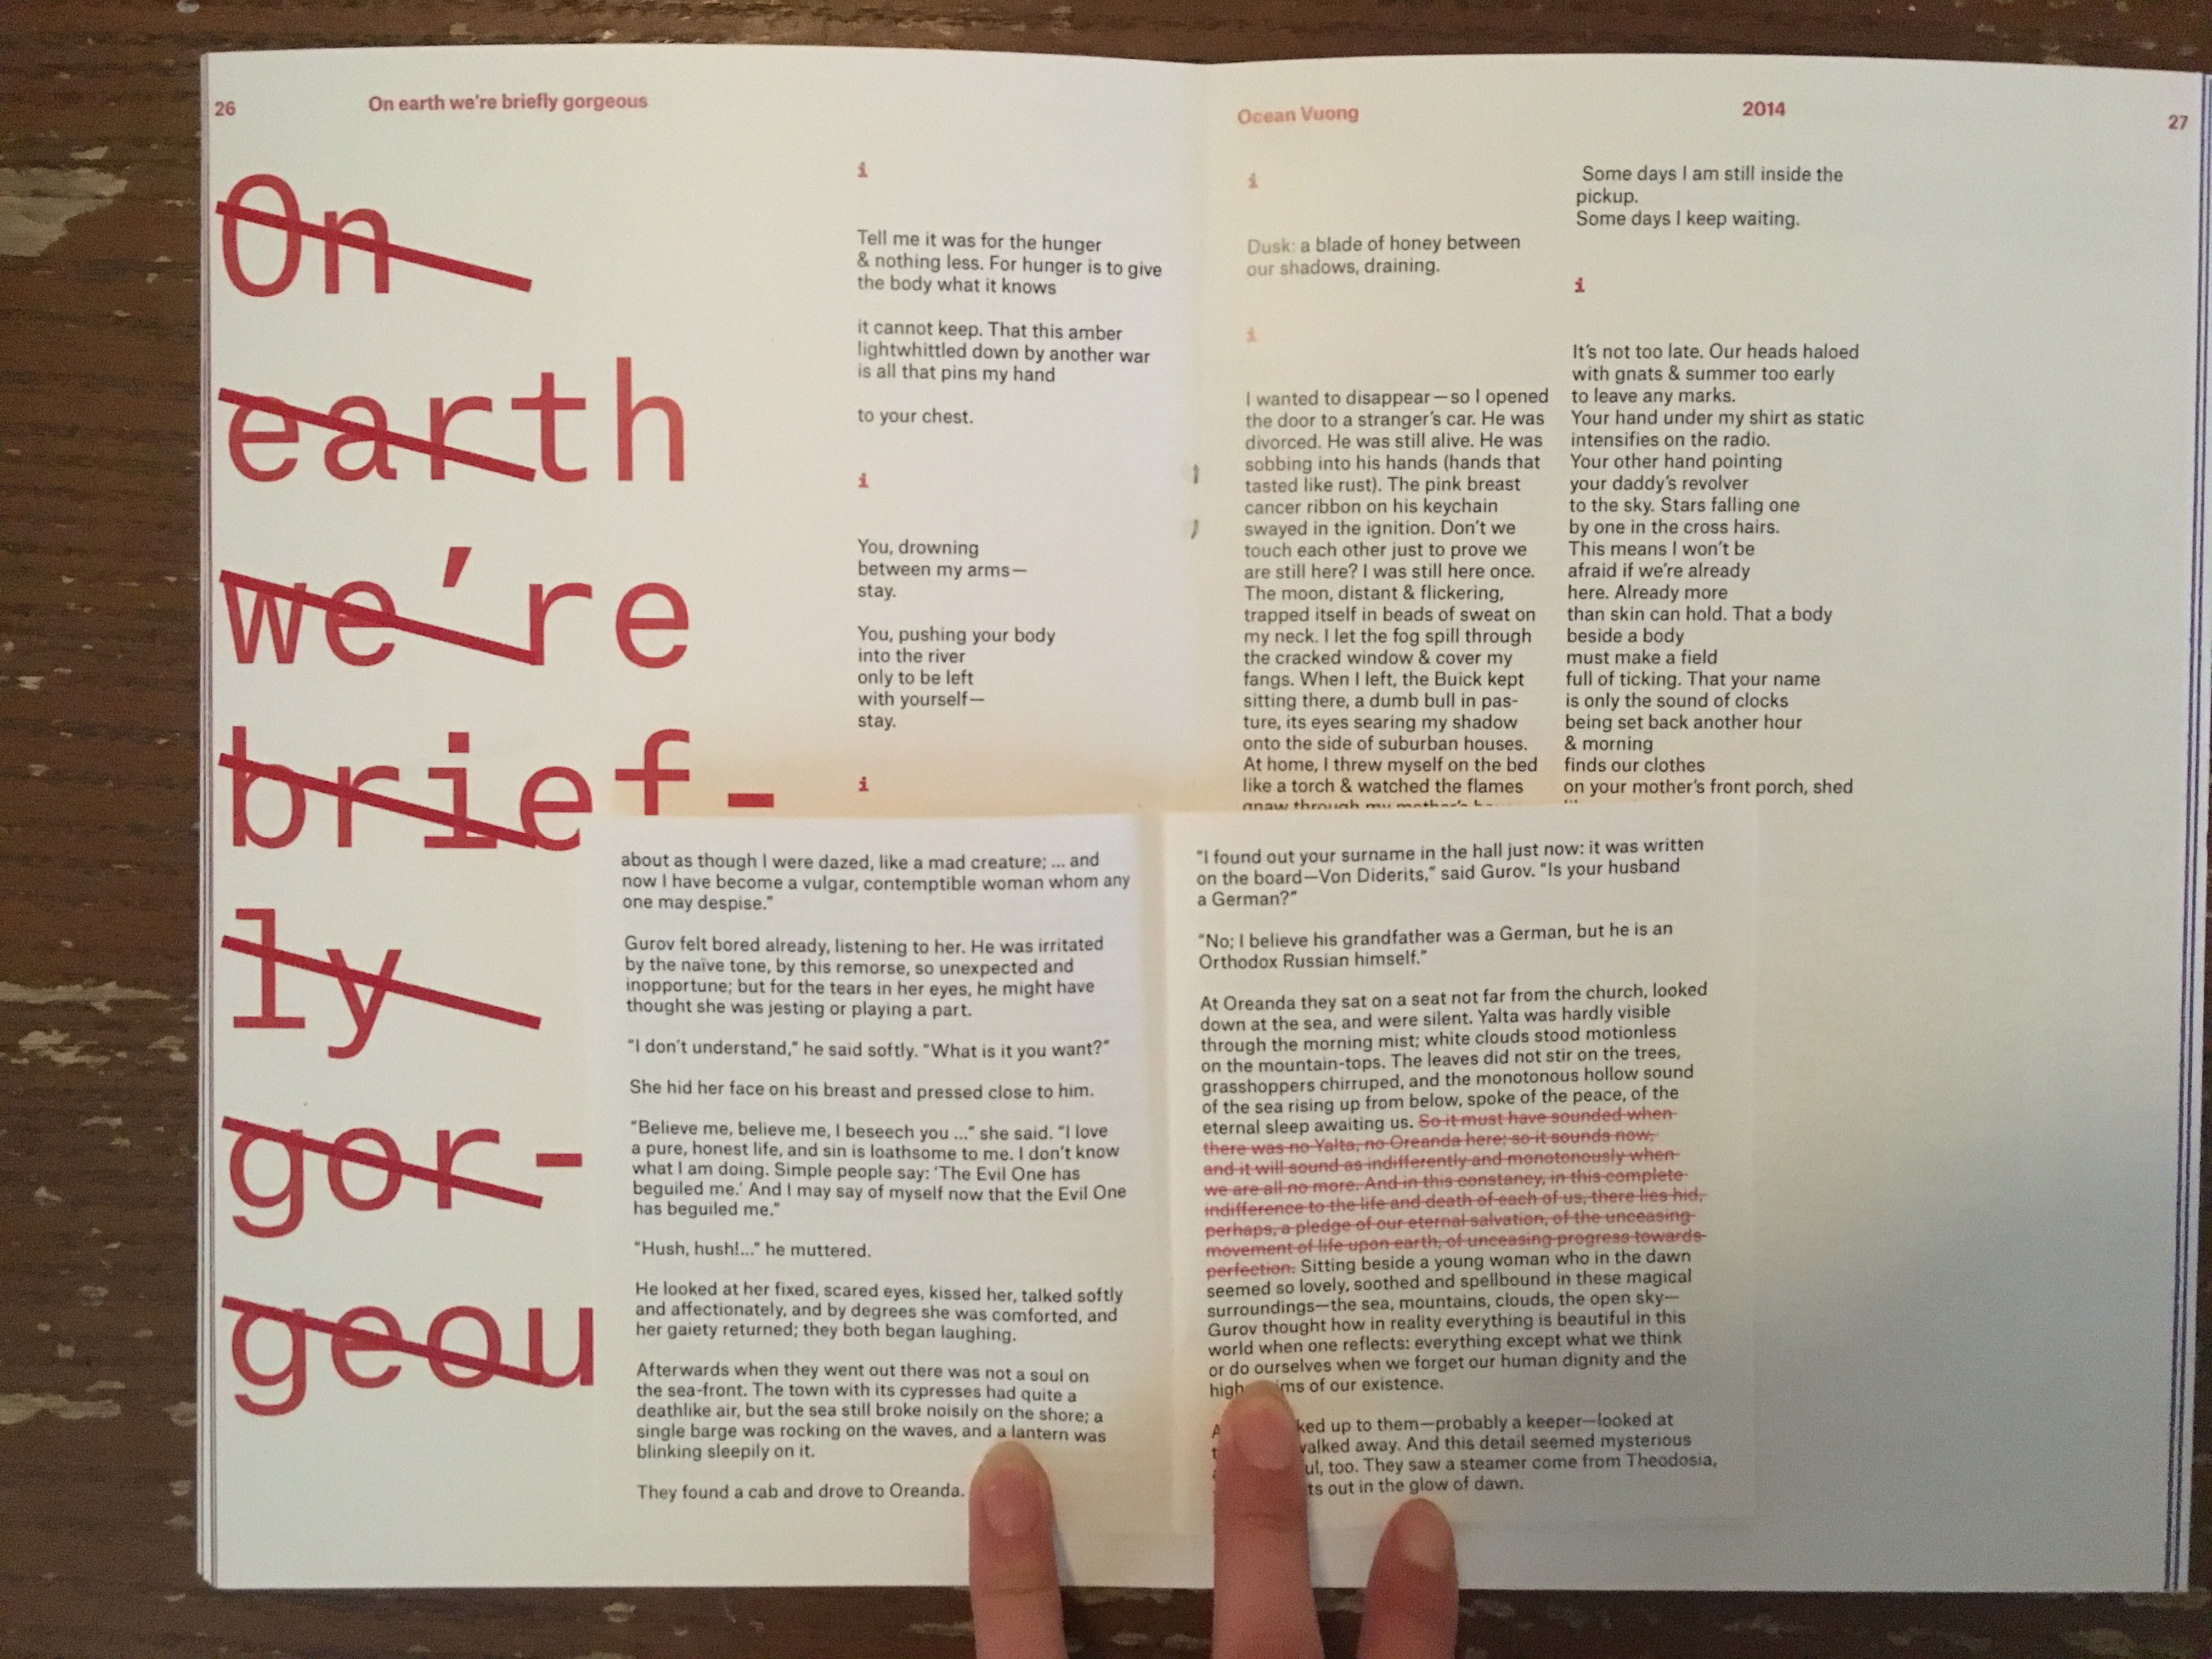 26
On earth we're briefly gorgeous
On
earth
we're
brief-
ly
gor-
geou
i
Tell me it was for the hunger
& nothing less. For hunger is to give
the body what it knows
it cannot keep. That this amber
lightwhittled down by another war
is all that pins my hand
to your chest.
i
You, drowning
between my arms—
stay.
You, pushing your body
into the river
only to be left
with yourself—
stay.
i
Ocean Vuong
2014
27
i
Dusk: a blade of honey between
our shadows, draining.
i
I wanted to disappear—so I opened
the door to a stranger's car. He was
divorced. He was still alive. He was
sobbing into his hands (hands that
tasted like rust). The pink breast
cancer ribbon on his keychain
swayed in the ignition. Don't we
touch each other just to prove we
are still here? I was still here once.
The moon, distant & flickering,
trapped itself in beads of sweat on
my neck. I let the fog spill through
the cracked window & cover my
fangs. When I left, the Buick kept
sitting there, a dumb bull in pas-
ture, its eyes searing my shadow
onto the side of suburban houses.
At home, I threw myself on the bed
like a torch & watched the flames
gnaw through my mother's
Some days I am still inside the
pickup.
Some days I keep waiting.
i
It's not too late. Our heads haloed
with gnats & summer too early
to leave any marks.
Your hand under my shirt as static
intensifies on the radio.
Your other hand pointing
your daddy's revolver
to the sky. Stars falling one
by one in the cross hairs.
This means I won't be
afraid if we're already
here. Already more
than skin can hold. That a body
beside a body
must make a field
full of ticking. That your name
is only the sound of clocks
being set back another hour
& morning
finds our clothes
on your mother's front porch, shed
about as though I were dazed, like a mad creature; ... and
now I have become a vulgar, contemptible woman whom any
one may despise."
Gurov felt bored already, listening to her. He was irritated
by the naïve tone, by this remorse, so unexpected and
inopportune; but for the tears in her eyes, he might have
thought she was jesting or playing a part.
"I don't understand," he said softly. "What is it you want?"
She hid her face on his breast and pressed close to him.
"Believe me, believe me, I beseech you ..." she said. "I love
a pure, honest life, and sin is loathsome to me. I don't know
what I am doing. Simple people say: 'The Evil One has
beguiled me.' And I may say of myself now that the Evil One
has beguiled me."
"Hush, hush!..." he muttered.
He looked at her fixed, scared eyes, kissed her, talked softly
and affectionately, and by degrees she was comforted, and
her gaiety returned; they both began laughing.
Afterwards when they went out there was not a soul on
the sea-front. The town with its cypresses had quite a
deathlike air, but the sea still broke noisily on the shore; a
single barge was rocking on the waves, and a lantern was
blinking sleepily on it.
They found a cab and drove to Oreanda.
"I found out your surname in the hall just now: it was written
on the board—Von Diderits," said Gurov. "Is your husband
a German?"
"No; I believe his grandfather was a German, but he is an
Orthodox Russian himself."
At Oreanda they sat on a seat not far from the church, looked
down at the sea, and were silent. Yalta was hardly visible
through the morning mist; white clouds stood motionless
on the mountain-tops. The leaves did not stir on the trees,
grasshoppers chirruped, and the monotonous hollow sound
of the sea rising up from below, spoke of the peace, of the
eternal sleep awaiting us. So it must have sounded when
there was no Yalta, no Oreanda here; so it sounds now,
and it will sound as indifferently and monotonously when
we are all no more. And in this constancy, in this complete
indifference to the life and death of each of us, there lies hid,
perhaps, a pledge of our eternal salvation, of the unceasing
movement of life upon earth, of unceasing progress towards
perfection. Sitting beside a young woman who in the dawn
seemed so lovely, soothed and spellbound in these magical
surroundings—the sea, mountains, clouds, the open sky—
Gurov thought how in reality everything is beautiful in this
world when one reflects: everything except what we think
or do ourselves when we forget our human dignity and the
of our existence.
up to them—probably a keeper—looked at
walked away. And this detail seemed mysterious
too. They saw a steamer come from Theodosia,
out in the glow of dawn.